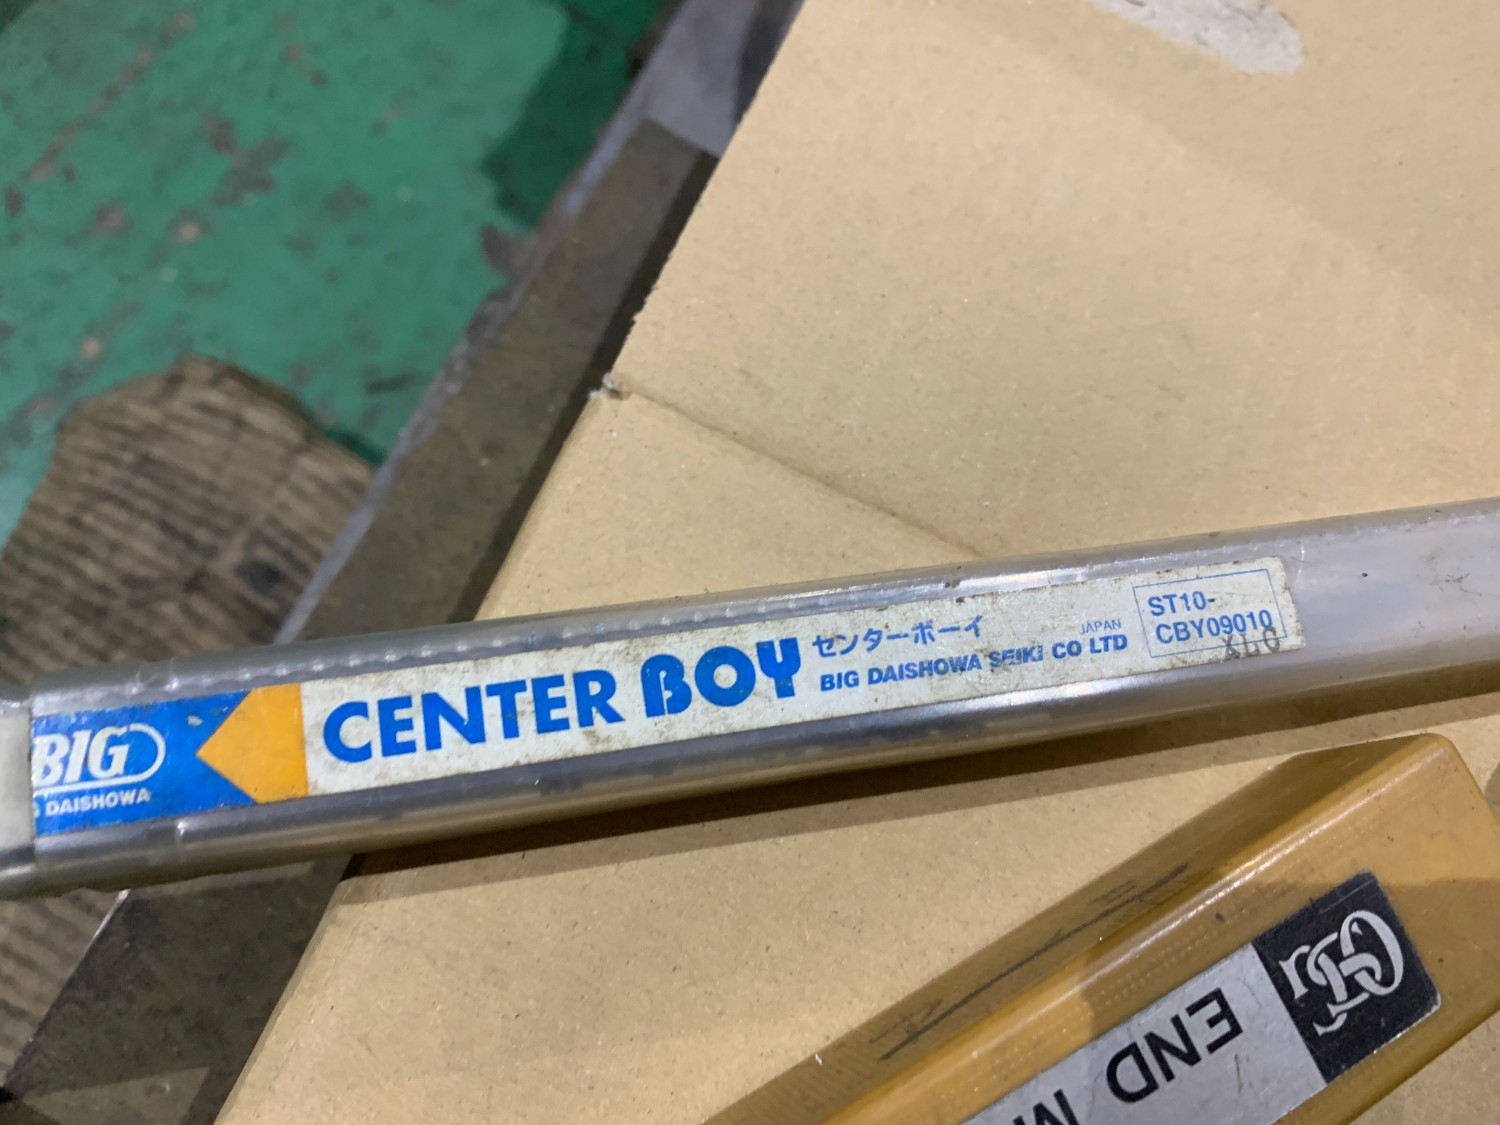 BIG
DAISHOWA
CENTER BOY
センターボーイ
JAPAN
BIG DAISHOWA SEIKI CO LTD
ST10-
CBY09010
OSG
END M